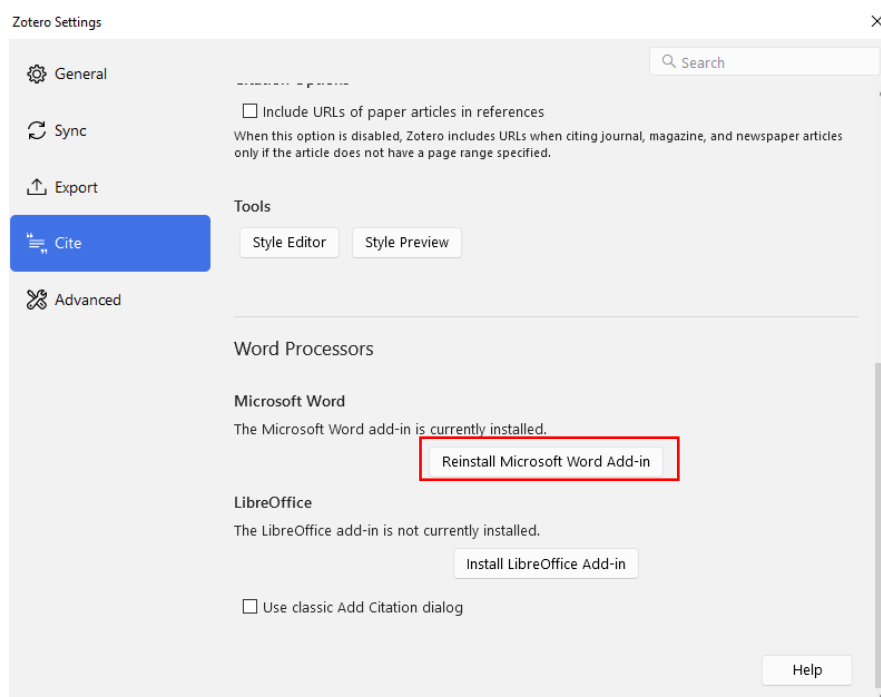 Zotero Settings
General
Sync
Export
Cite
Advanced
Search
Include URLs of paper articles in references
When this option is disabled, Zotero includes URLs when citing journal, magazine, and newspaper articles
only if the article does not have a page range specified.
Tools
Style Editor
Style Preview
Word Processors
Microsoft Word
The Microsoft Word add-in is currently installed.
Reinstall Microsoft Word Add-in
LibreOffice
The LibreOffice add-in is not currently installed.
Install LibreOffice Add-in
Use classic Add Citation dialog
Help